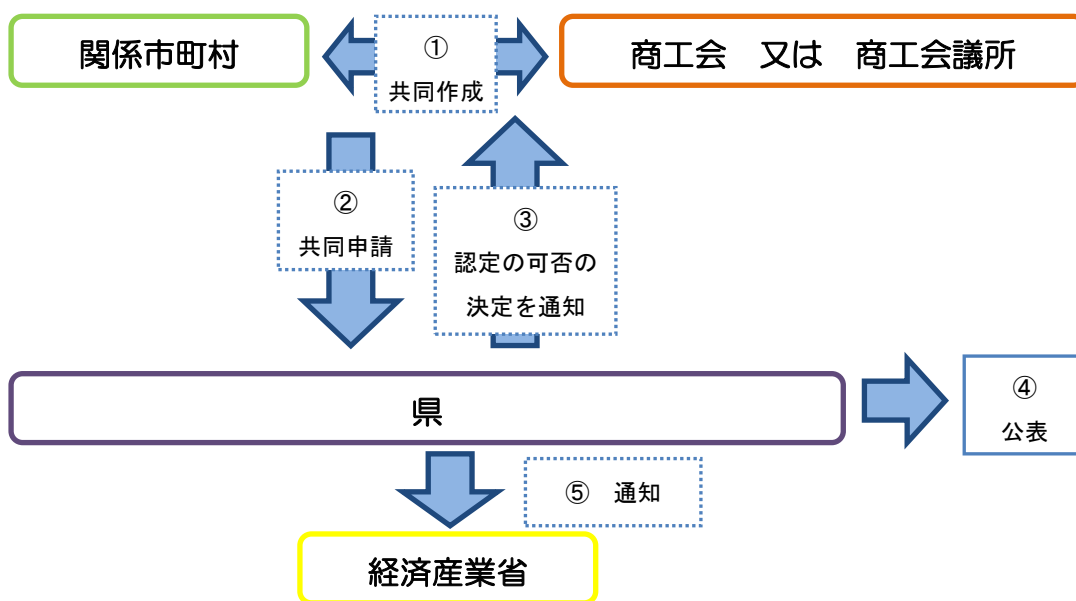 関係市町村
①
共同作成
商工会　又は　商工会議所
②
共同申請
③
認定の可否の
決定を通知
県
④
公表
⑤　通知
経済産業省